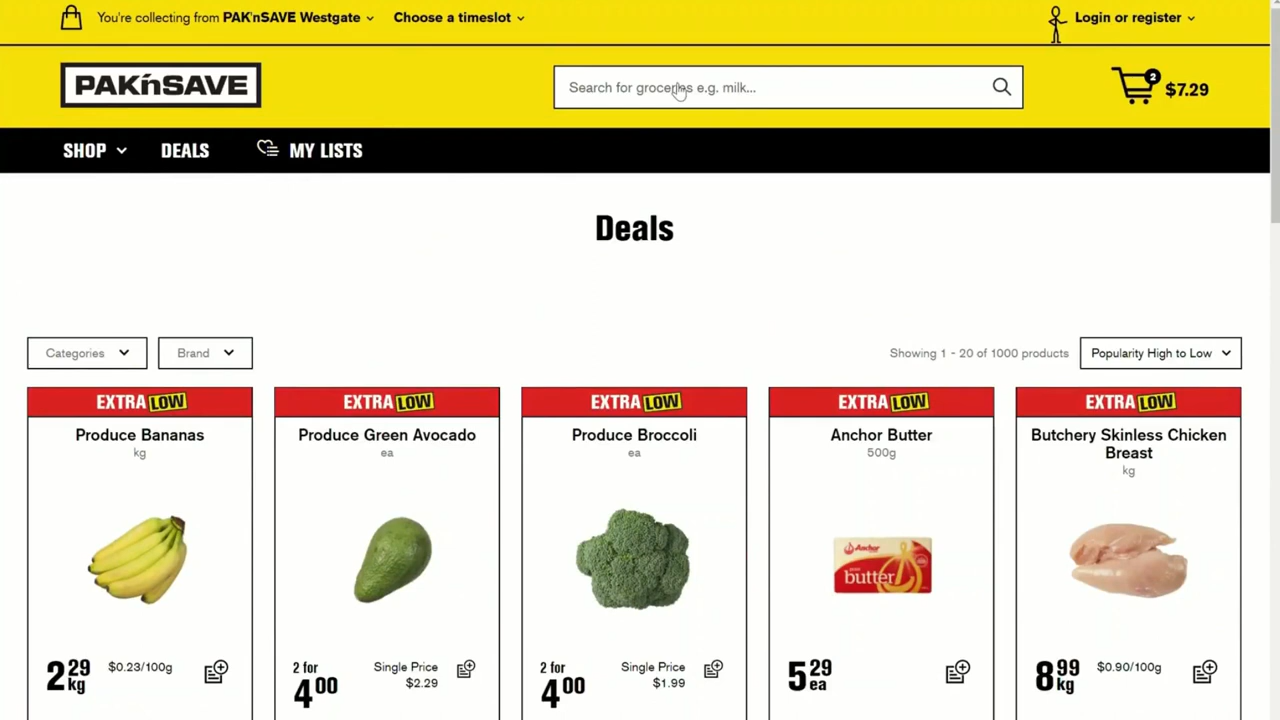 You're collecting from PAK'nSAVE Westgate
Choose a timeslot
Login or register
PAK'nSAVE
Search for groceries e.g. milk...
2
$7.29
SHOP
DEALS
MY LISTS
Deals
Categories
Brand
Showing 1 - 20 of 1000 products
Popularity High to Low
EXTRA LOW
Produce Bananas
kg
2 29 kg
$0.23/100g
EXTRA LOW
Produce Green Avocado
ea
2 for
4 00
Single Price
$2.29
EXTRA LOW
Produce Broccoli
ea
2 for
4 00
Single Price
$1.99
EXTRA LOW
Anchor Butter
500g
Anchor
butter
5 29 ea
EXTRA LOW
Butchery Skinless Chicken
Breast
kg
8 99 kg
$0.90/100g